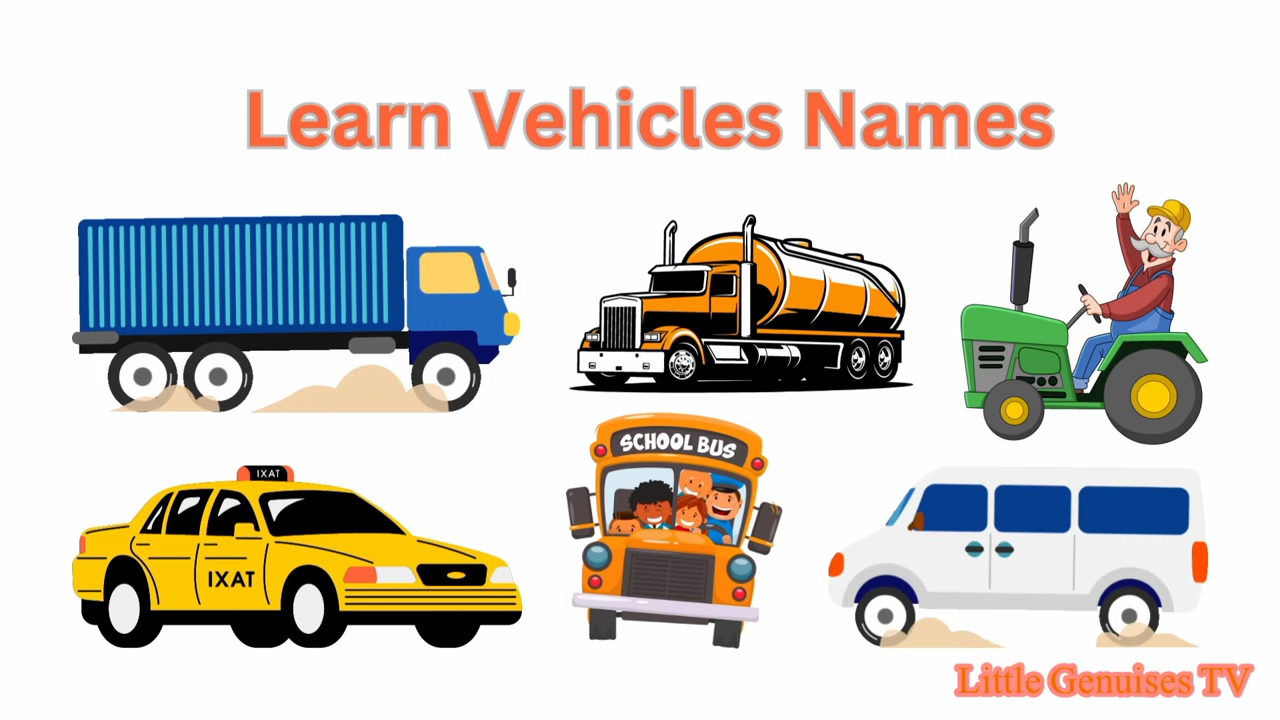 Learn Vehicles Names
SCHOOL BUS
IXAT
IXAT
Little Genuises TV